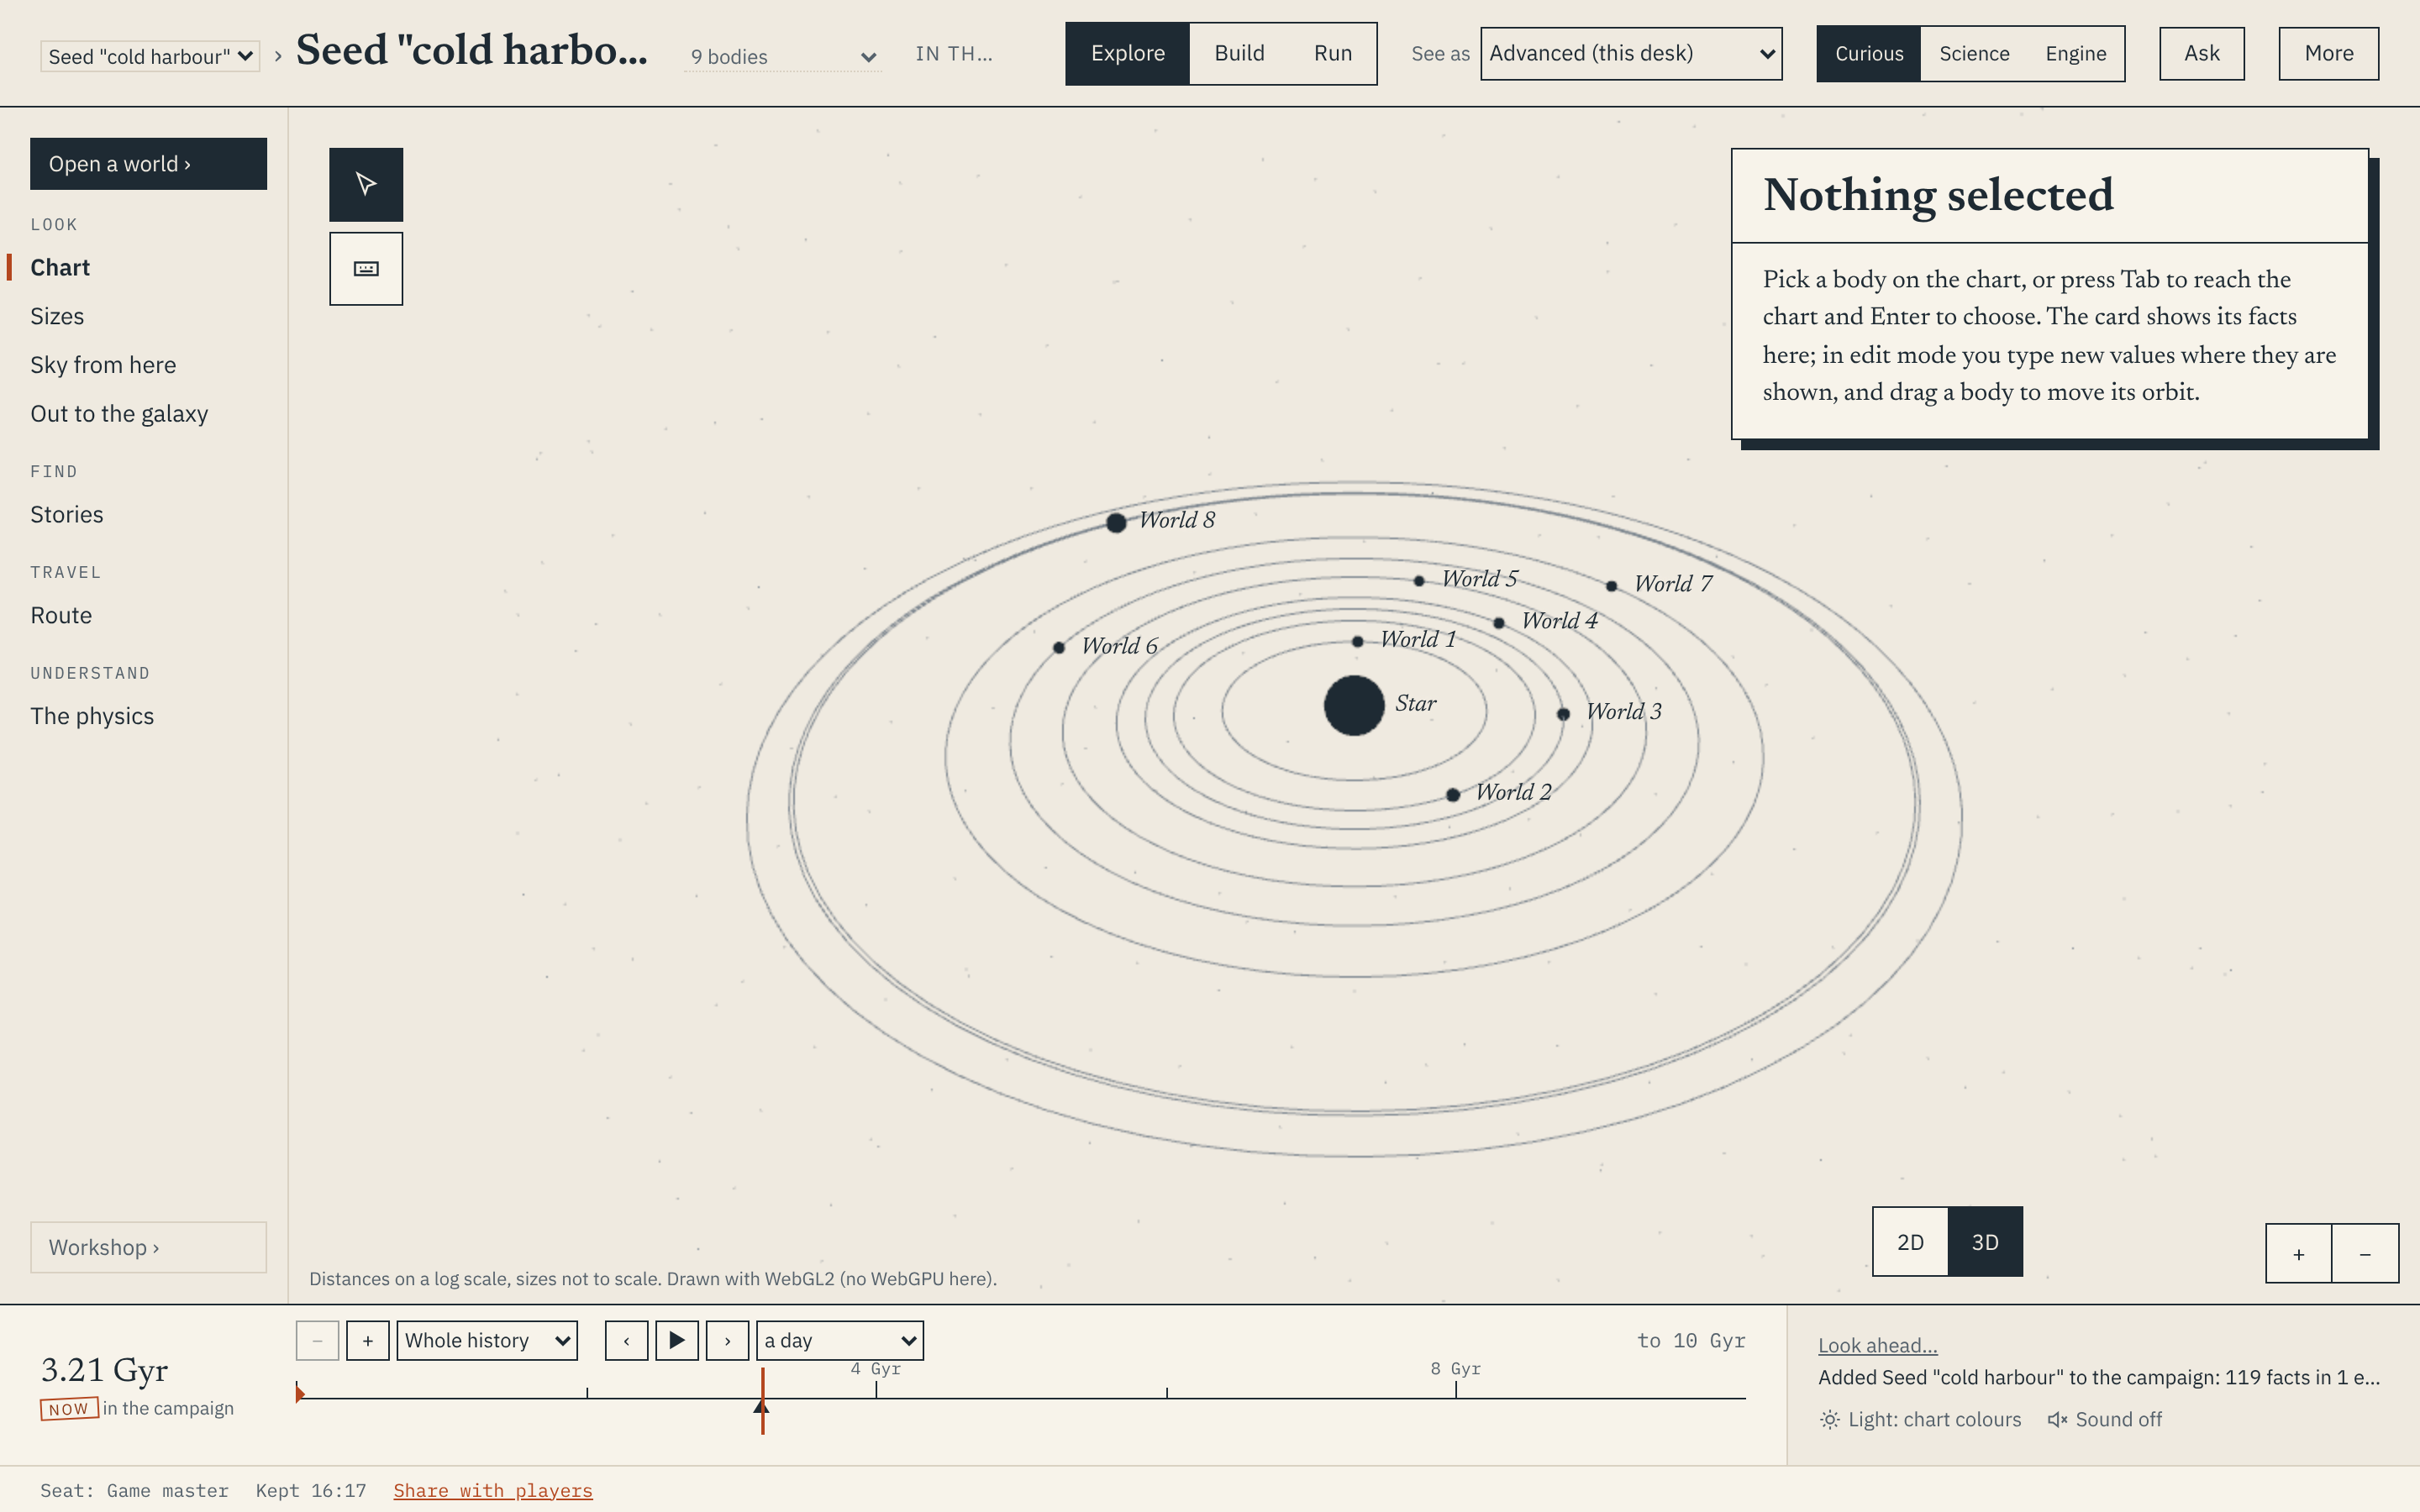 Seed "cold harbour" › Seed "cold harbo... 9 bodies IN TH... Explore Build Run See as Advanced (this desk) Curious Science Engine Ask More
Open a world ›
LOOK
Chart
Sizes
Sky from here
Out to the galaxy
FIND
Stories
TRAVEL
Route
UNDERSTAND
The physics
Workshop ›
Nothing selected
Pick a body on the chart, or press Tab to reach the
chart and Enter to choose. The card shows its facts
here; in edit mode you type new values where they are
shown, and drag a body to move its orbit.
World 8
World 5
World 7
World 4
World 1
World 6
Star
World 3
World 2
2D 3D
+ −
Distances on a log scale, sizes not to scale. Drawn with WebGL2 (no WebGPU here).
3.21 Gyr
NOW in the campaign
− + Whole history ‹ › a day to 10 Gyr
4 Gyr 8 Gyr
Look ahead...
Added Seed "cold harbour" to the campaign: 119 facts in 1 e...
Light: chart colours Sound off
Seat: Game master Kept 16:17 Share with players